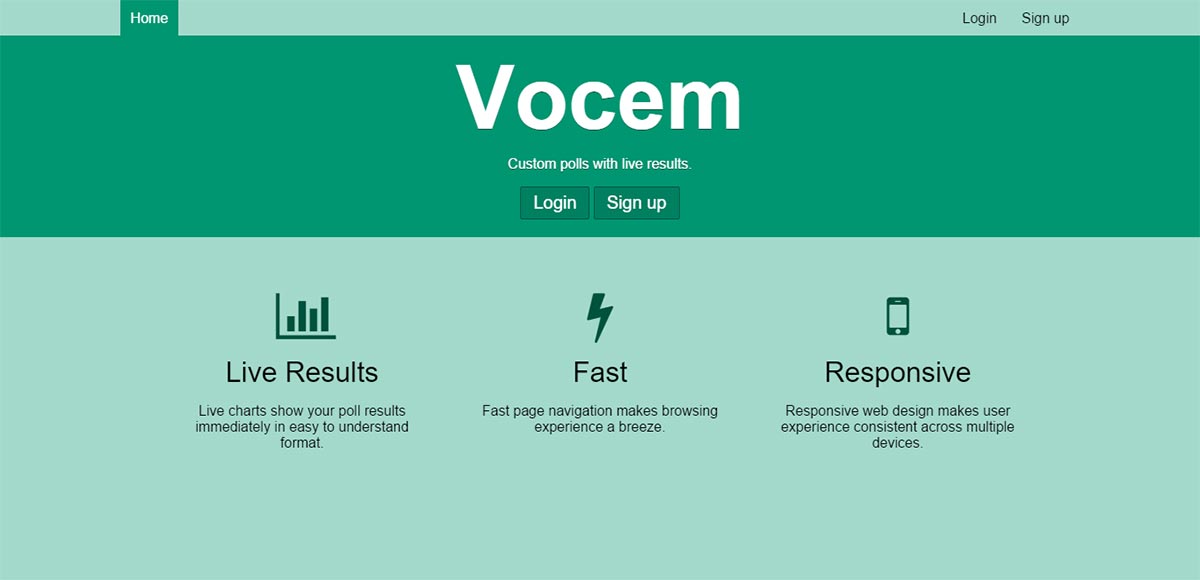 Home Login Sign up
Vocem
Custom polls with live results.
Login Sign up
Live Results
Live charts show your poll results
immediately in easy to understand
format.
Fast
Fast page navigation makes browsing
experience a breeze.
Responsive
Responsive web design makes user
experience consistent across multiple
devices.